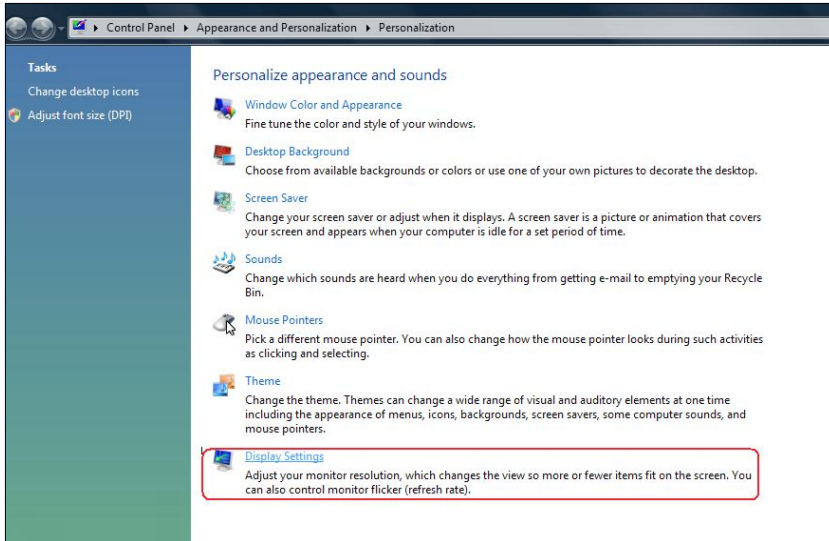 Control Panel ▸ Appearance and Personalization ▸ Personalization
Tasks
Change desktop icons
Adjust font size (DPI)
Personalize appearance and sounds
Window Color and Appearance
Fine tune the color and style of your windows.
Desktop Background
Choose from available backgrounds or colors or use one of your own pictures to decorate the desktop.
Screen Saver
Change your screen saver or adjust when it displays. A screen saver is a picture or animation that covers
your screen and appears when your computer is idle for a set period of time.
Sounds
Change which sounds are heard when you do everything from getting e-mail to emptying your Recycle
Bin.
Mouse Pointers
Pick a different mouse pointer. You can also change how the mouse pointer looks during such activities
as clicking and selecting.
Theme
Change the theme. Themes can change a wide range of visual and auditory elements at one time
including the appearance of menus, icons, backgrounds, screen savers, some computer sounds, and
mouse pointers.
Display Settings
Adjust your monitor resolution, which changes the view so more or fewer items fit on the screen. You
can also control monitor flicker (refresh rate).